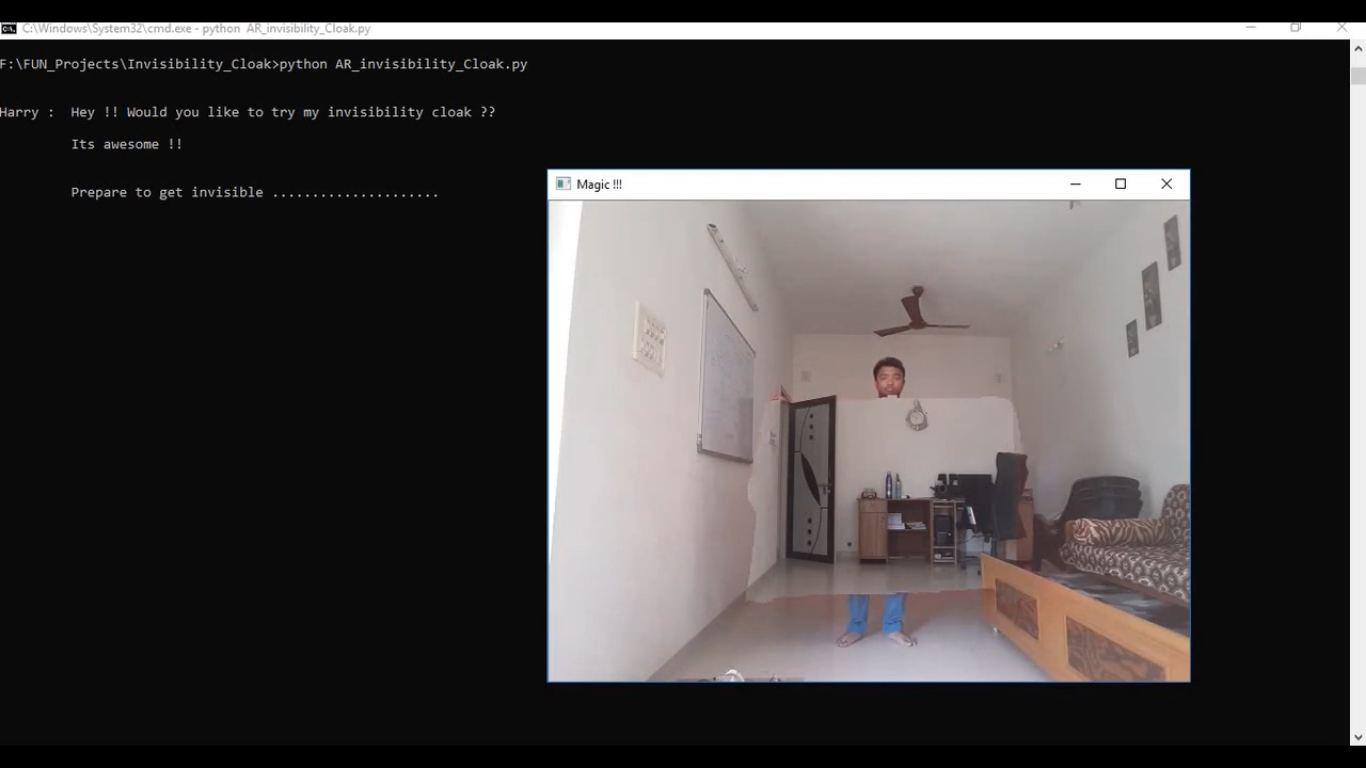 C:\Windows\System32\cmd.exe - python  AR_invisibility_Cloak.py
F:\FUN_Projects\Invisibility_Cloak>python AR_invisibility_Cloak.py
Harry :  Hey !! Would you like to try my invisibility cloak ??
Its awesome !!
Prepare to get invisible .....................
Magic !!!